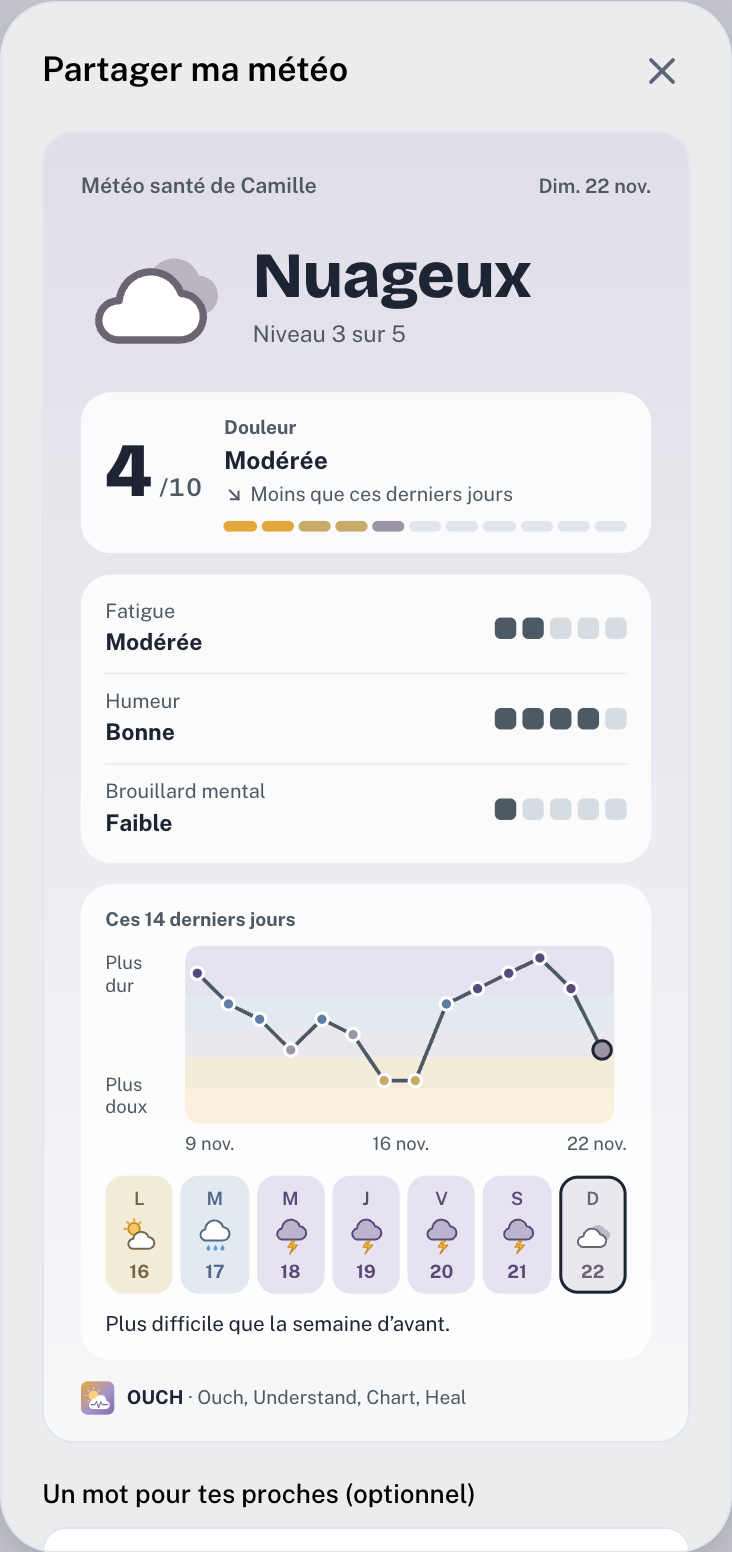 Partager ma météo
Météo santé de Camille
Dim. 22 nov.
Nuageux
Niveau 3 sur 5
4 /10
Douleur
Modérée
↘ Moins que ces derniers jours
Fatigue
Modérée
Humeur
Bonne
Brouillard mental
Faible
Ces 14 derniers jours
Plus
dur
Plus
doux
9 nov. 16 nov. 22 nov.
L M M J V S D
16 17 18 19 20 21 22
Plus difficile que la semaine d’avant.
OUCH · Ouch, Understand, Chart, Heal
Un mot pour tes proches (optionnel)